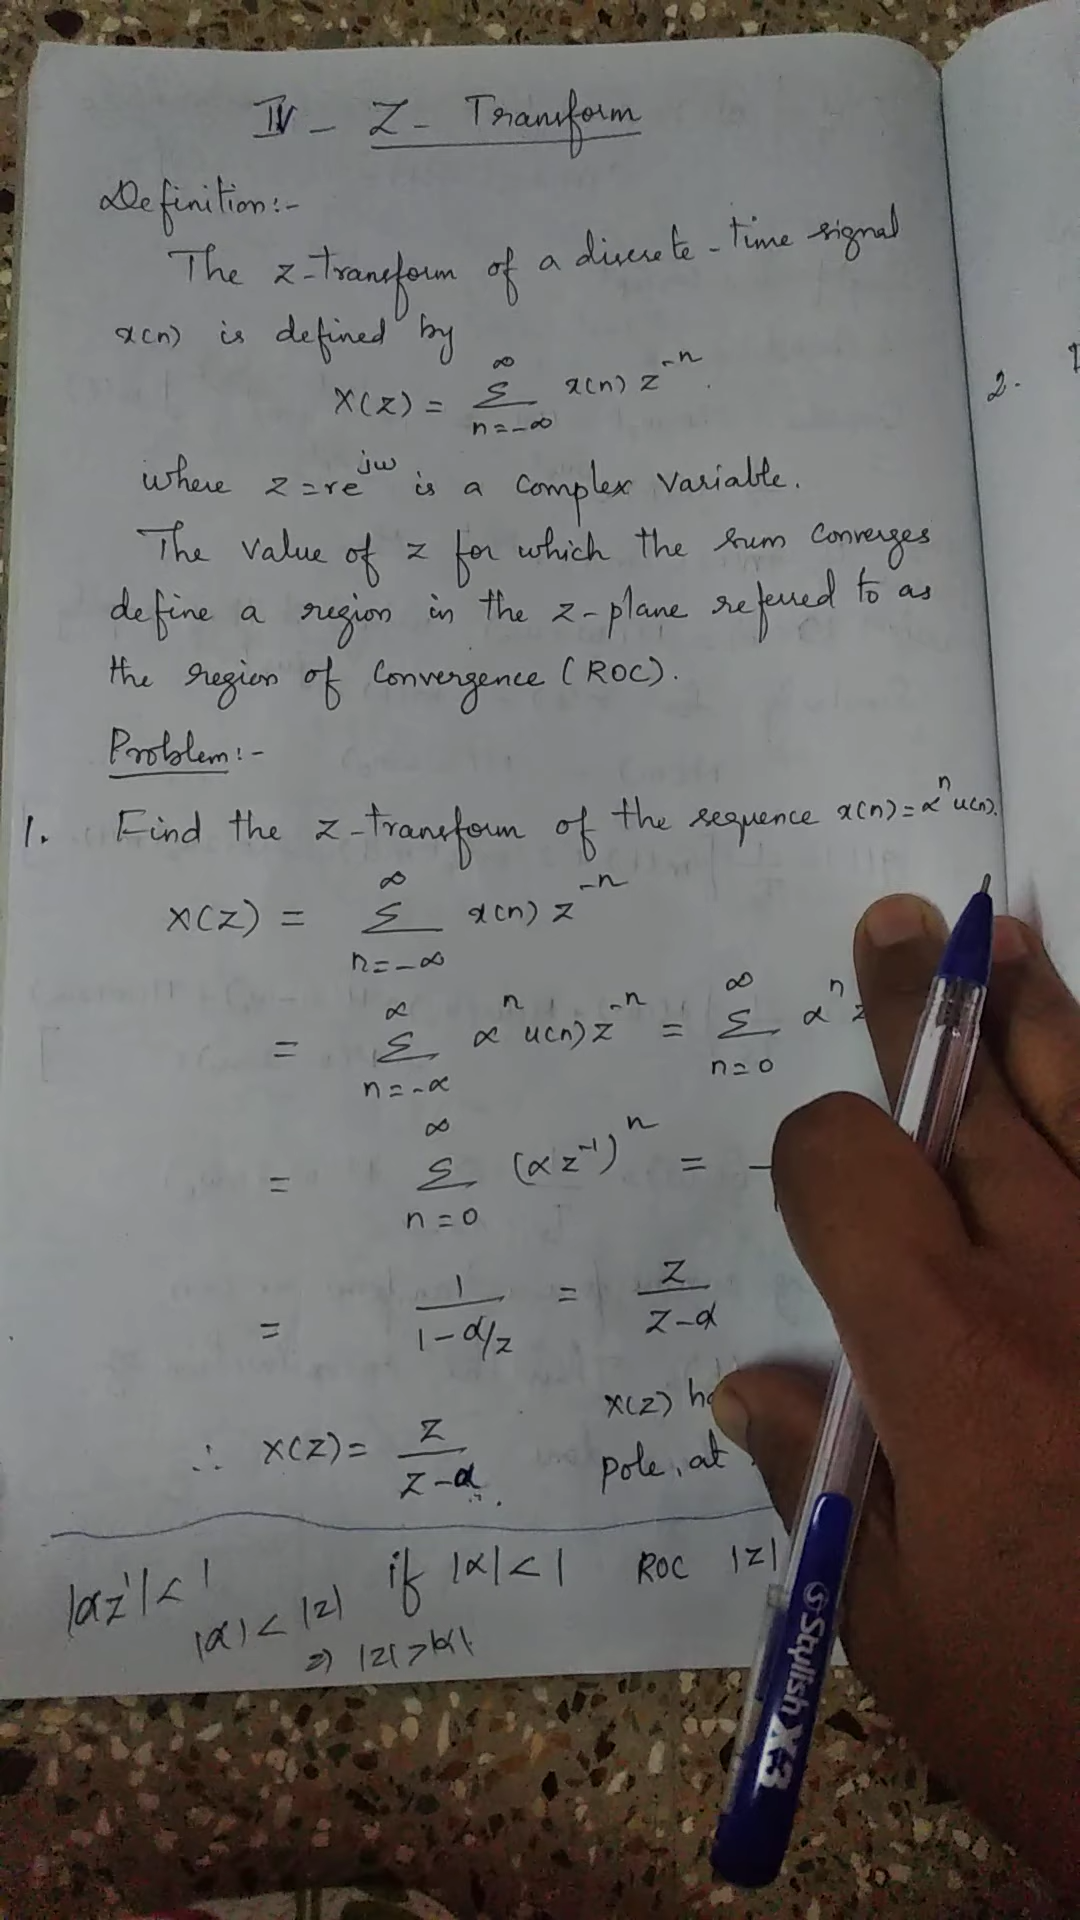 IV - Z - Transform
Definition:-
The z-transform of a discrete-time signal
x(n) is defined by
X(z) = Σ_{n=-∞}^{∞} x(n) z^{-n}.
where z = re^{jω} is a complex variable.
The value of z for which the sum converges
define a region in the z-plane referred to as
the region of convergence (ROC).
Problem:-
1. Find the z-transform of the sequence x(n) = α^n u(n).
X(z) = Σ_{n=-∞}^{∞} x(n) z^{-n}
= Σ_{n=-∞}^{∞} α^n u(n) z^{-n} = Σ_{n=0}^{∞} α^n z
= Σ_{n=0}^{∞} (αz^{-1})^n =
= 1/(1-α/z) = z/(z-α)
∴ X(z) = z/(z-α).
X(z)
pole, at
|αz^{-1}| < 1
|α| < |z|
⇒ |z| > |α|.
if |α| < 1 ROC |z|
2.
Stylish X3